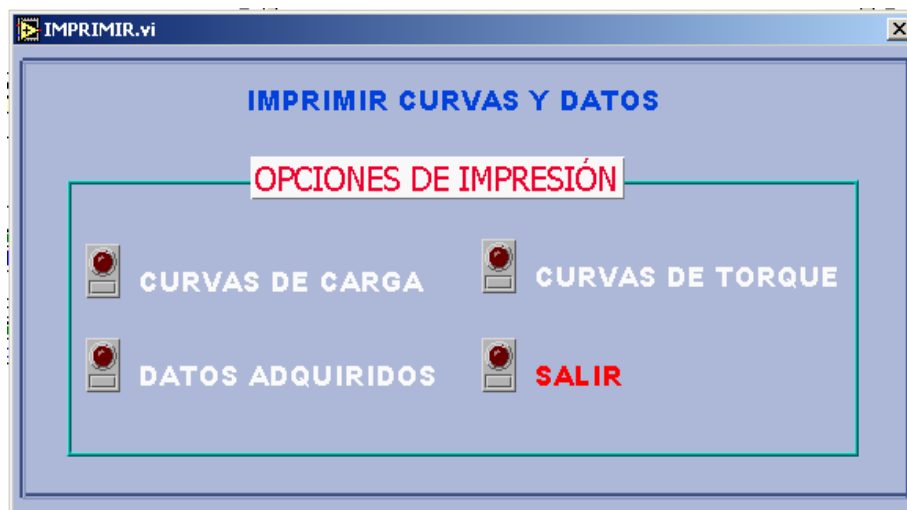 IMPRIMIR.vi
IMPRIMIR CURVAS Y DATOS
OPCIONES DE IMPRESIÓN
CURVAS DE CARGA
CURVAS DE TORQUE
DATOS ADQUIRIDOS
SALIR